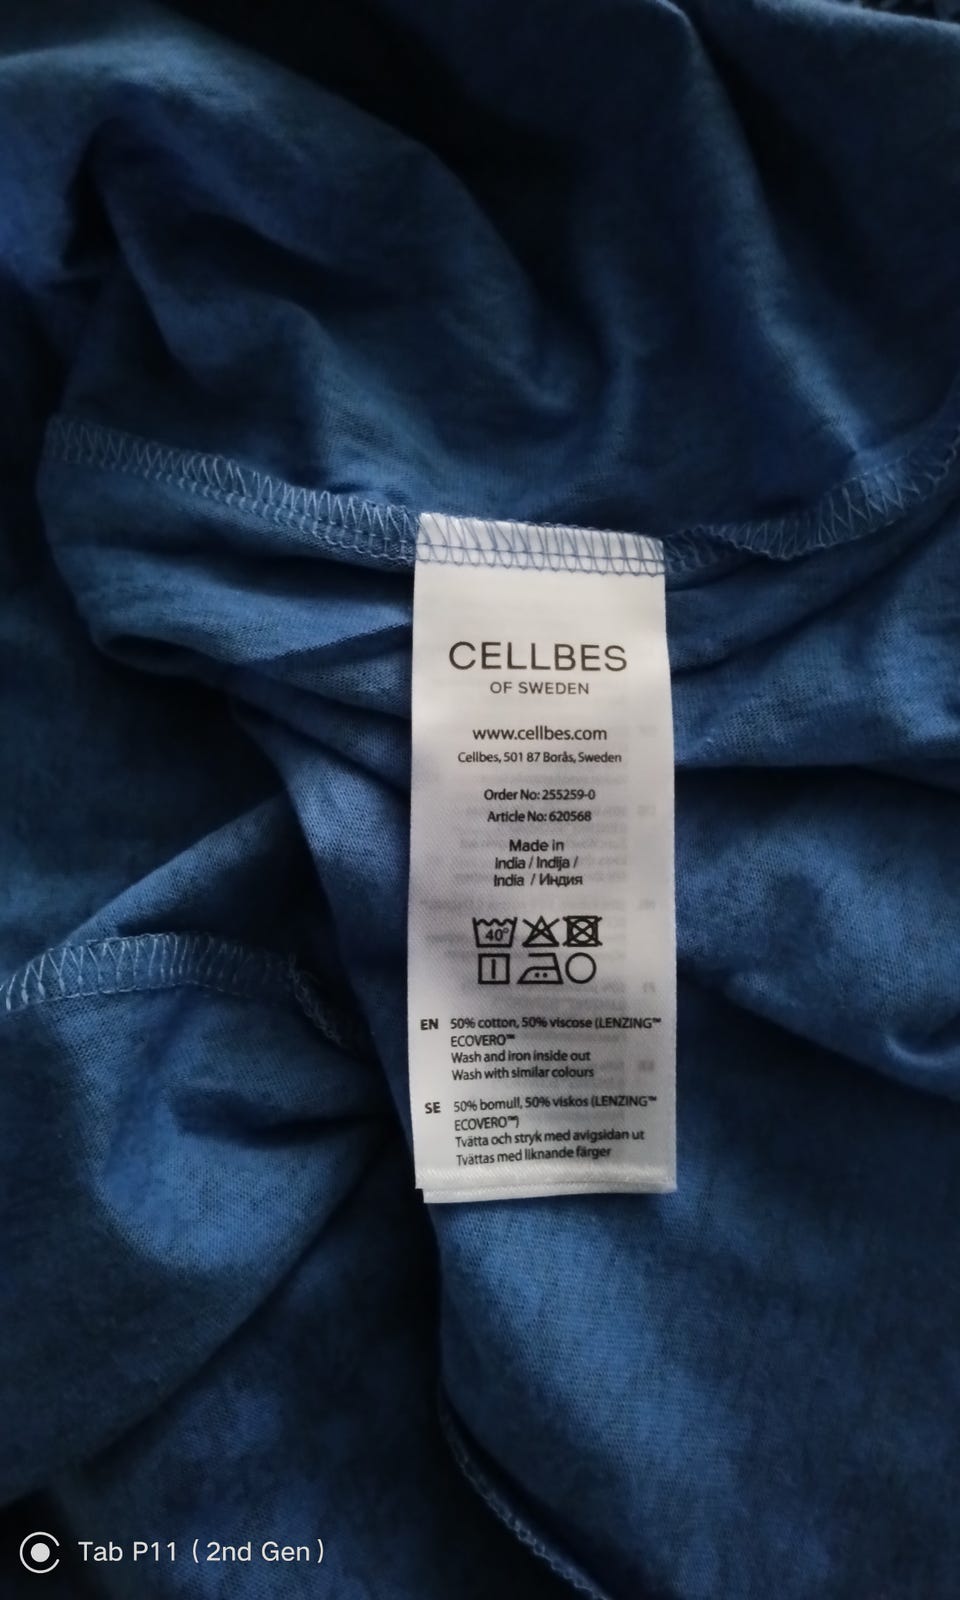 CELLBES
OF SWEDEN
www.cellbes.com
Cellbes, 501 87 Borås, Sweden
Order No: 255259-0
Article No: 620568
Made in
India / Indija /
India / Индия
40°
EN 50% cotton, 50% viscose (LENZING™
ECOVERO™
Wash and iron inside out
Wash with similar colours
SE 50% bomull, 50% viskos (LENZING™
ECOVERO™)
Tvätta och stryk med avigsidan ut
Tvättas med liknande färger
Tab P11 (2nd Gen)